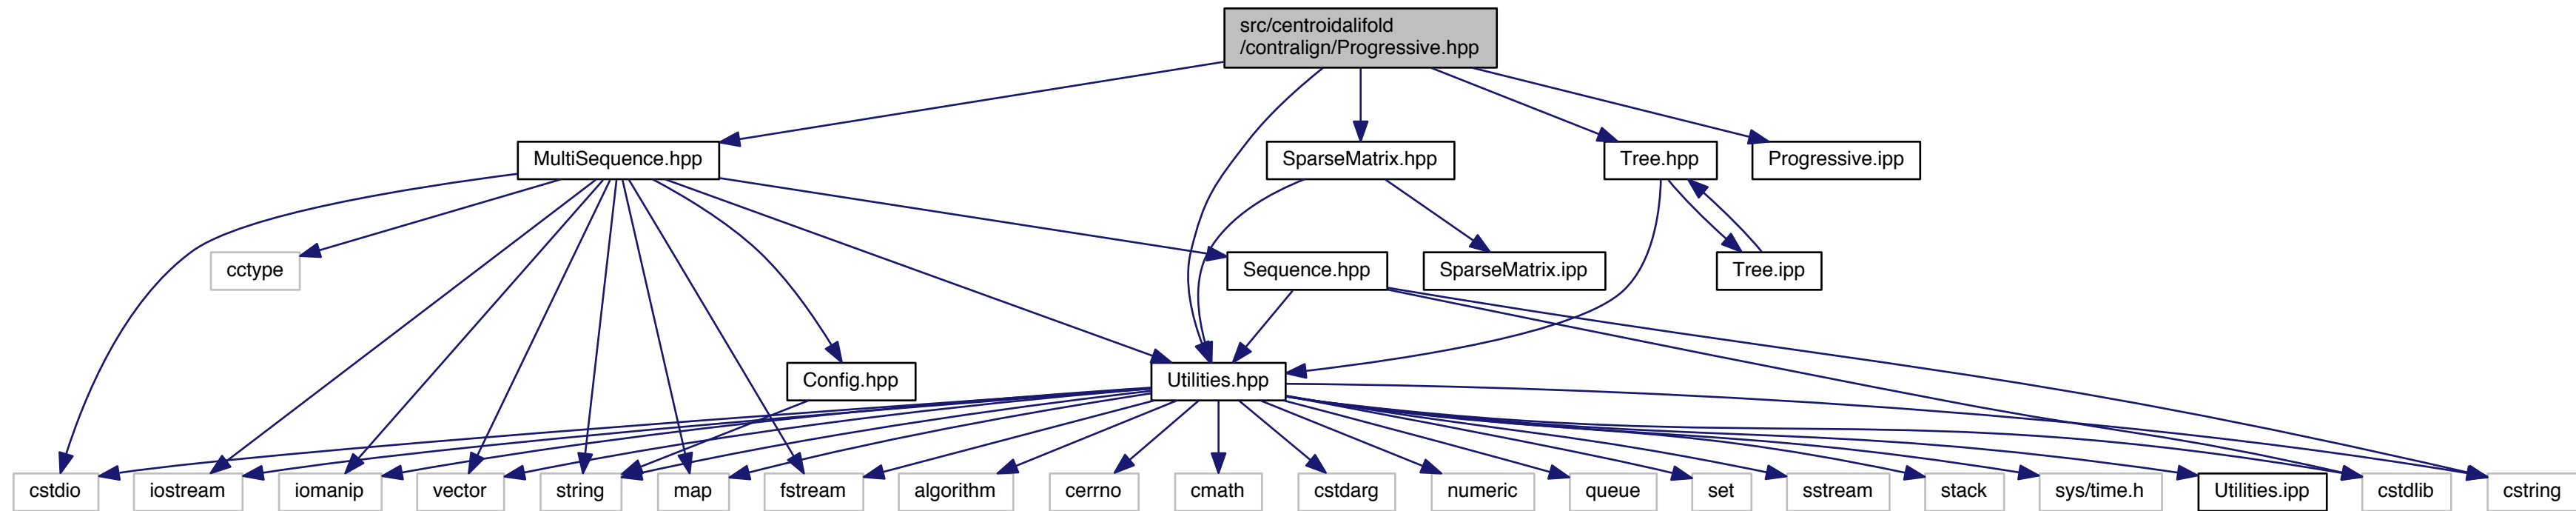 src/centroidalifold
/contralign/Progressive.hpp
MultiSequence.hpp
SparseMatrix.hpp
Tree.hpp
Progressive.ipp
cctype
Sequence.hpp
SparseMatrix.ipp
Tree.ipp
Config.hpp
Utilities.hpp
cstdio
iostream
iomanip
vector
string
map
fstream
algorithm
cerrno
cmath
cstdarg
numeric
queue
set
sstream
stack
sys/time.h
Utilities.ipp
cstdlib
cstring